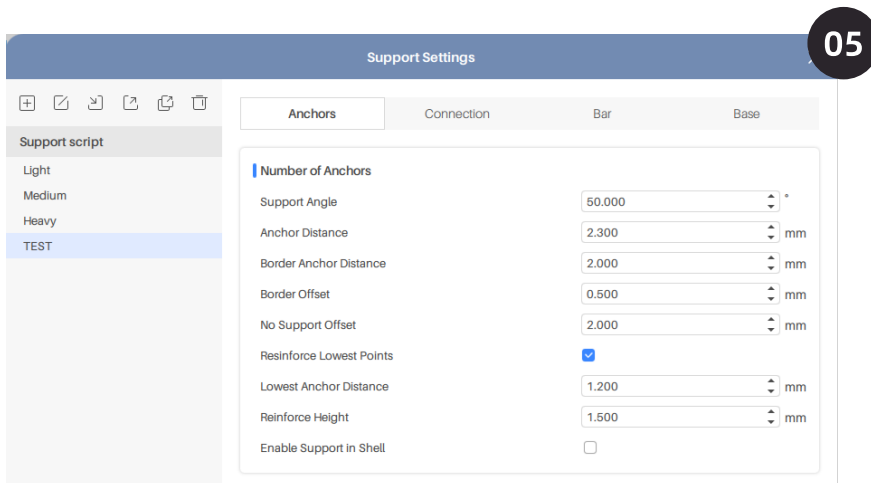 05
Support Settings
Anchors Connection Bar Base
Support script
Light
Medium
Heavy
TEST
Number of Anchors
Support Angle 50.000 °
Anchor Distance 2.300 mm
Border Anchor Distance 2.000 mm
Border Offset 0.500 mm
No Support Offset 2.000 mm
Resinforce Lowest Points
Lowest Anchor Distance 1.200 mm
Reinforce Height 1.500 mm
Enable Support in Shell